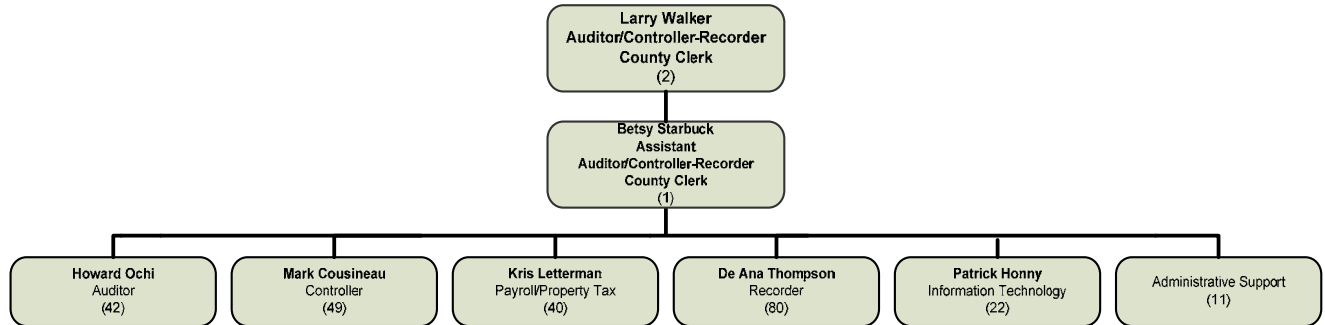 Larry Walker
Auditor/Controller-Recorder
County Clerk
(2)
Betsy Starbuck
Assistant
Auditor/Controller-Recorder
County Clerk
(1)
Howard Ochi
Auditor
(42)
Mark Cousineau
Controller
(49)
Kris Letterman
Payroll/Property Tax
(40)
De Ana Thompson
Recorder
(80)
Patrick Honny
Information Technology
(22)
Administrative Support
(11)